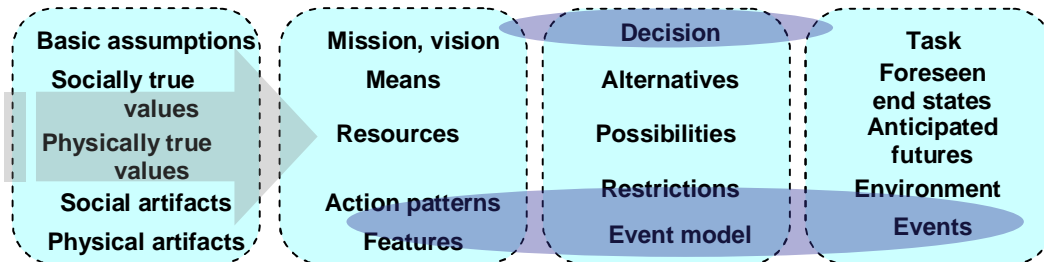 Basic assumptions
Socially true
values
Physically true
values
Social artifacts
Physical artifacts
Mission, vision
Means
Resources
Action patterns
Features
Decision
Alternatives
Possibilities
Restrictions
Event model
Task
Foreseen
end states
Anticipated
futures
Environment
Events